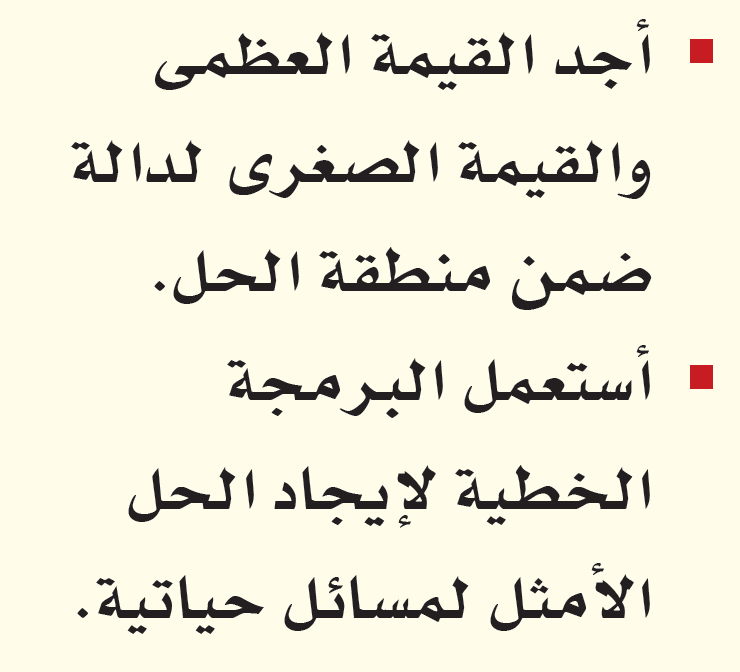 ▪ أجد القيمة العظمى
والقيمة الصغرى لدالة
ضمن منطقة الحل.
▪ أستعمل البرمجة
الخطية لإيجاد الحل
الأمثل لمسائل حياتية.